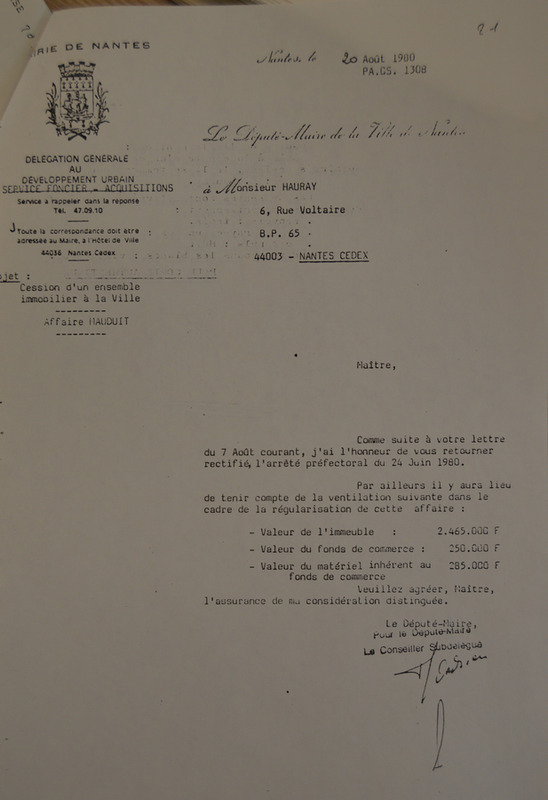 21
MAIRIE DE NANTES
Nantes, le 20 Août 1980
PA.GS. 1308
Le Député-Maire de la Ville de Nantes
DÉLÉGATION GÉNÉRALE
AU
DÉVELOPPEMENT URBAIN
SERVICE FONCIER - ACQUISITIONS
Service à rappeler dans la réponse
Tél. 47.09.10
Toute la correspondance doit être
adressée au Maire, à l'Hôtel de Ville
44036 Nantes Cedex
à Monsieur HAURAY
6, Rue Voltaire
B.P. 65
44003 - NANTES CEDEX
jet :
Cession d'un ensemble
immobilier à la Ville
---------
Affaire HAUDUIT
---------
Maître,
Comme suite à votre lettre
du 7 Août courant, j'ai l'honneur de vous retourner
rectifié, l'arrêté préfectoral du 24 Juin 1980.
Par ailleurs il y aura lieu
de tenir compte de la ventilation suivante dans le
cadre de la régularisation de cette affaire :
- Valeur de l'immeuble : 2.465.000 F
- Valeur du fonds de commerce : 250.000 F
- Valeur du matériel inhérent au 285.000 F
fonds de commerce
Veuillez agréer, Maître,
l'assurance de ma considération distinguée.
Le Député-Maire,
Pour le Député-Maire
Le Conseiller Subdélégué